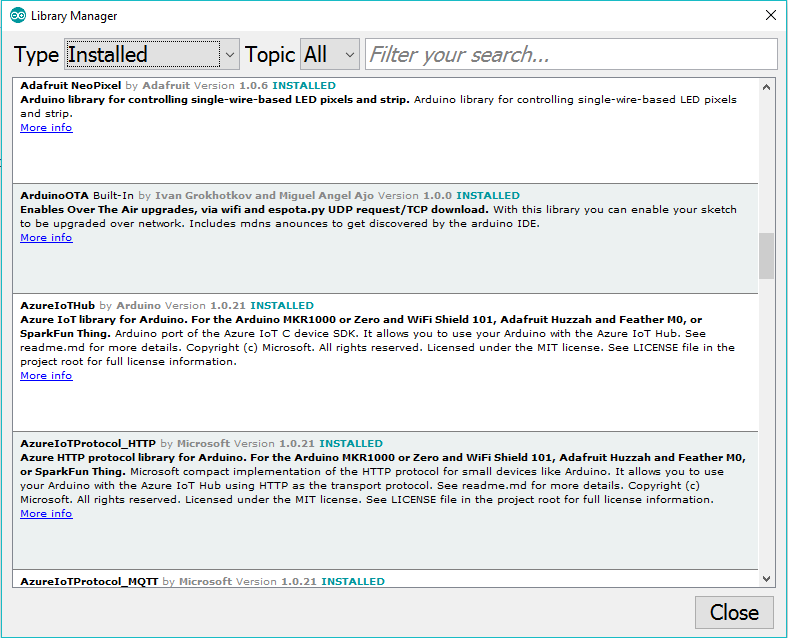 Library Manager
Type Installed Topic All Filter your search...
Adafruit NeoPixel by Adafruit Version 1.0.6 INSTALLED
Arduino library for controlling single-wire-based LED pixels and strip. Arduino library for controlling single-wire-based LED pixels
and strip.
More info
ArduinoOTA Built-In by Ivan Grokhotkov and Miguel Angel Ajo Version 1.0.0 INSTALLED
Enables Over The Air upgrades, via wifi and espota.py UDP request/TCP download. With this library you can enable your sketch
to be upgraded over network. Includes mdns anounces to get discovered by the arduino IDE.
More info
AzureIoTHub by Arduino Version 1.0.21 INSTALLED
Azure IoT library for Arduino. For the Arduino MKR1000 or Zero and WiFi Shield 101, Adafruit Huzzah and Feather M0, or
SparkFun Thing. Arduino port of the Azure IoT C device SDK. It allows you to use your Arduino with the Azure IoT Hub. See
readme.md for more details. Copyright (c) Microsoft. All rights reserved. Licensed under the MIT license. See LICENSE file in the
project root for full license information.
More info
AzureIoTProtocol_HTTP by Microsoft Version 1.0.21 INSTALLED
Azure HTTP protocol library for Arduino. For the Arduino MKR1000 or Zero and WiFi Shield 101, Adafruit Huzzah and Feather M0,
or SparkFun Thing. Microsoft compact implementation of the HTTP protocol for small devices like Arduino. It allows you to use
your Arduino with the Azure IoT Hub using HTTP as the transport protocol. See readme.md for more details. Copyright (c)
Microsoft. All rights reserved. Licensed under the MIT license. See LICENSE file in the project root for full license information.
More info
AzureIoTProtocol_MQTT by Microsoft Version 1.0.21 INSTALLED
Close